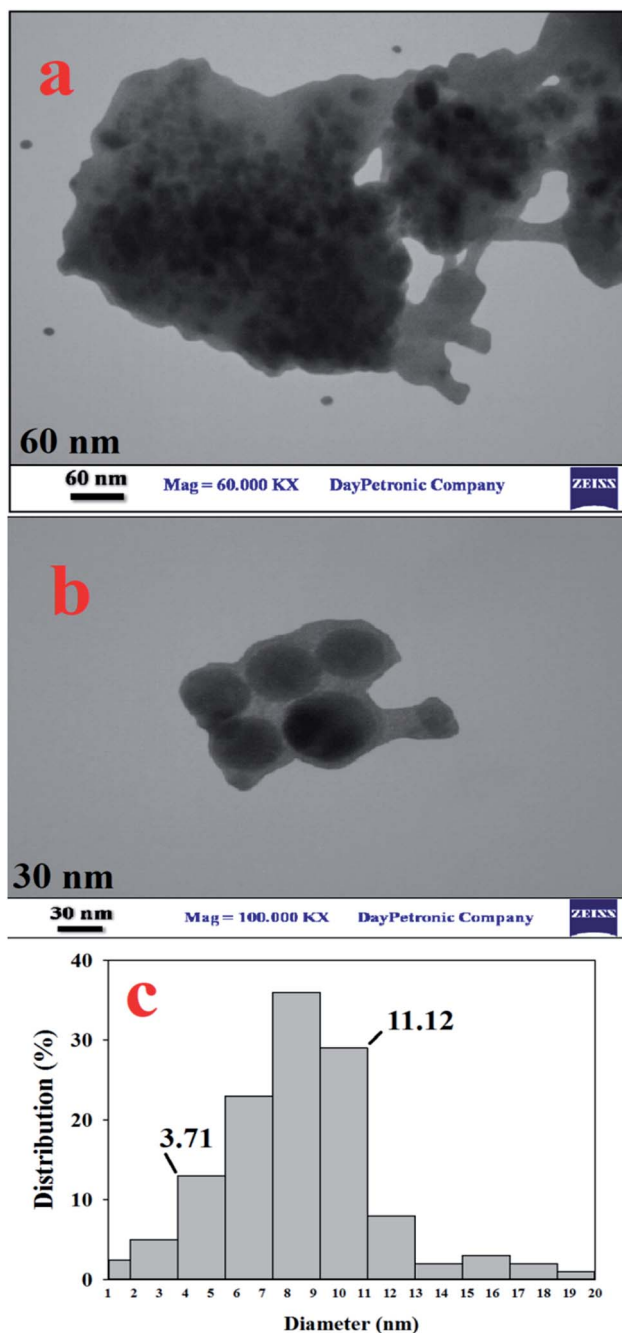 a
60 nm
60 nm Mag = 60.000 KX DayPetronic Company ZEISS
b
30 nm
30 nm Mag = 100.000 KX DayPetronic Company ZEISS
c
40
30
20
10
0
Distribution (%)
3.71
11.12
1 2 3 4 5 6 7 8 9 10 11 12 13 14 15 16 17 18 19 20
Diameter (nm)